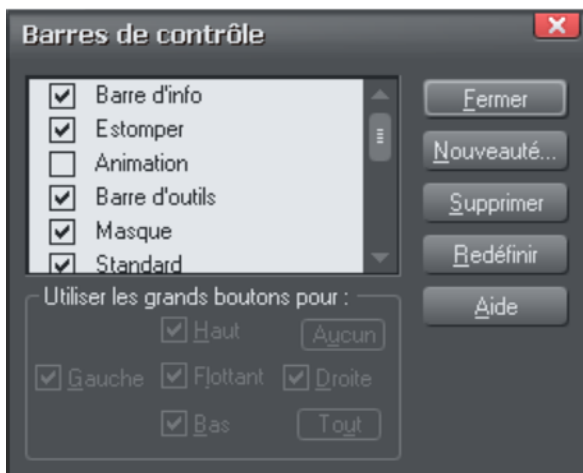 Barres de contrôle
Barre d'info
Estomper
Animation
Barre d'outils
Masque
Standard
Fermer
Nouveauté...
Supprimer
Redéfinir
Aide
Utiliser les grands boutons pour :
Haut Aucun
Gauche Flottant Droite
Bas Tout